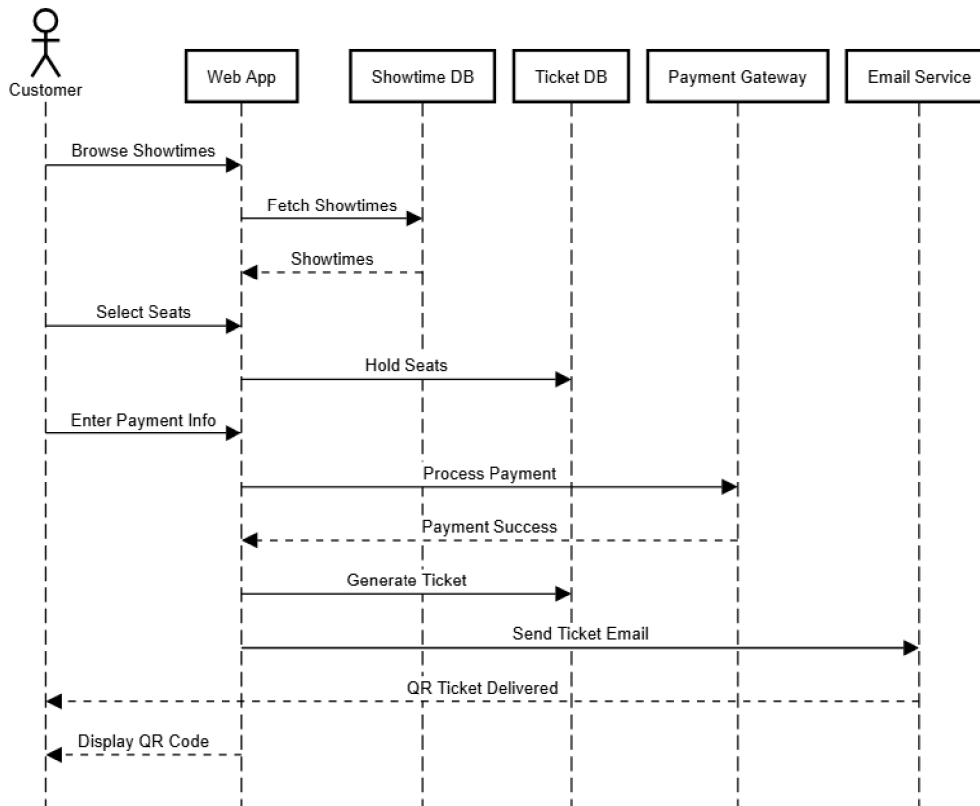 Customer
Web App
Showtime DB
Ticket DB
Payment Gateway
Email Service
Browse Showtimes
Fetch Showtimes
Showtimes
Select Seats
Hold Seats
Enter Payment Info
Process Payment
Payment Success
Generate Ticket
Send Ticket Email
QR Ticket Delivered
Display QR Code